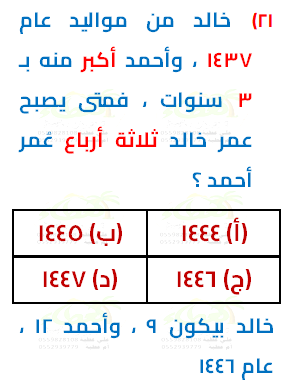 ٢١) خالد من مواليد عام
١٤٣٧ ، وأحمد أكبر منه بـ
٣ سنوات ، فمتى يصبح
عمر خالد ثلاثة أرباع عُمر
أحمد ؟
(أ) ١٤٤٤ (ب) ١٤٤٥
(ج) ١٤٤٦ (د) ١٤٤٧
خالد بيكون ٩ ، وأحمد ١٢ ،
عام ١٤٤٦